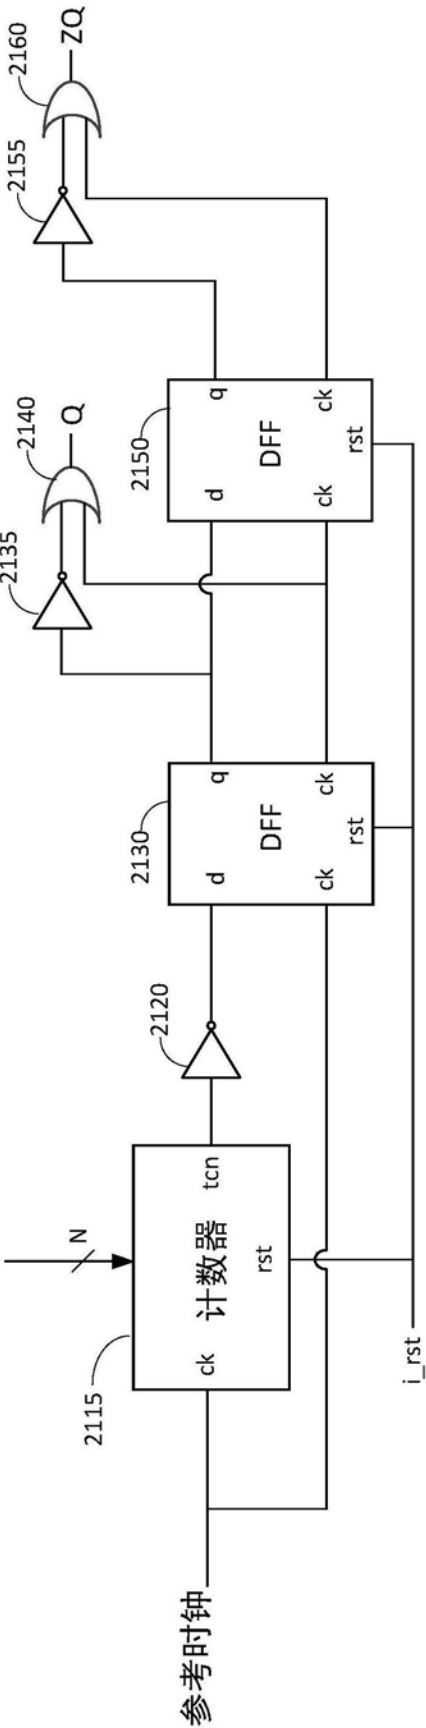 参考时钟
2115
N
ck
计数器
tcn
rst
i_rst
2120
2130
d
q
DFF
ck
ck
rst
2135
2140
Q
2150
d
q
DFF
ck
ck
rst
2155
2160
ZQ